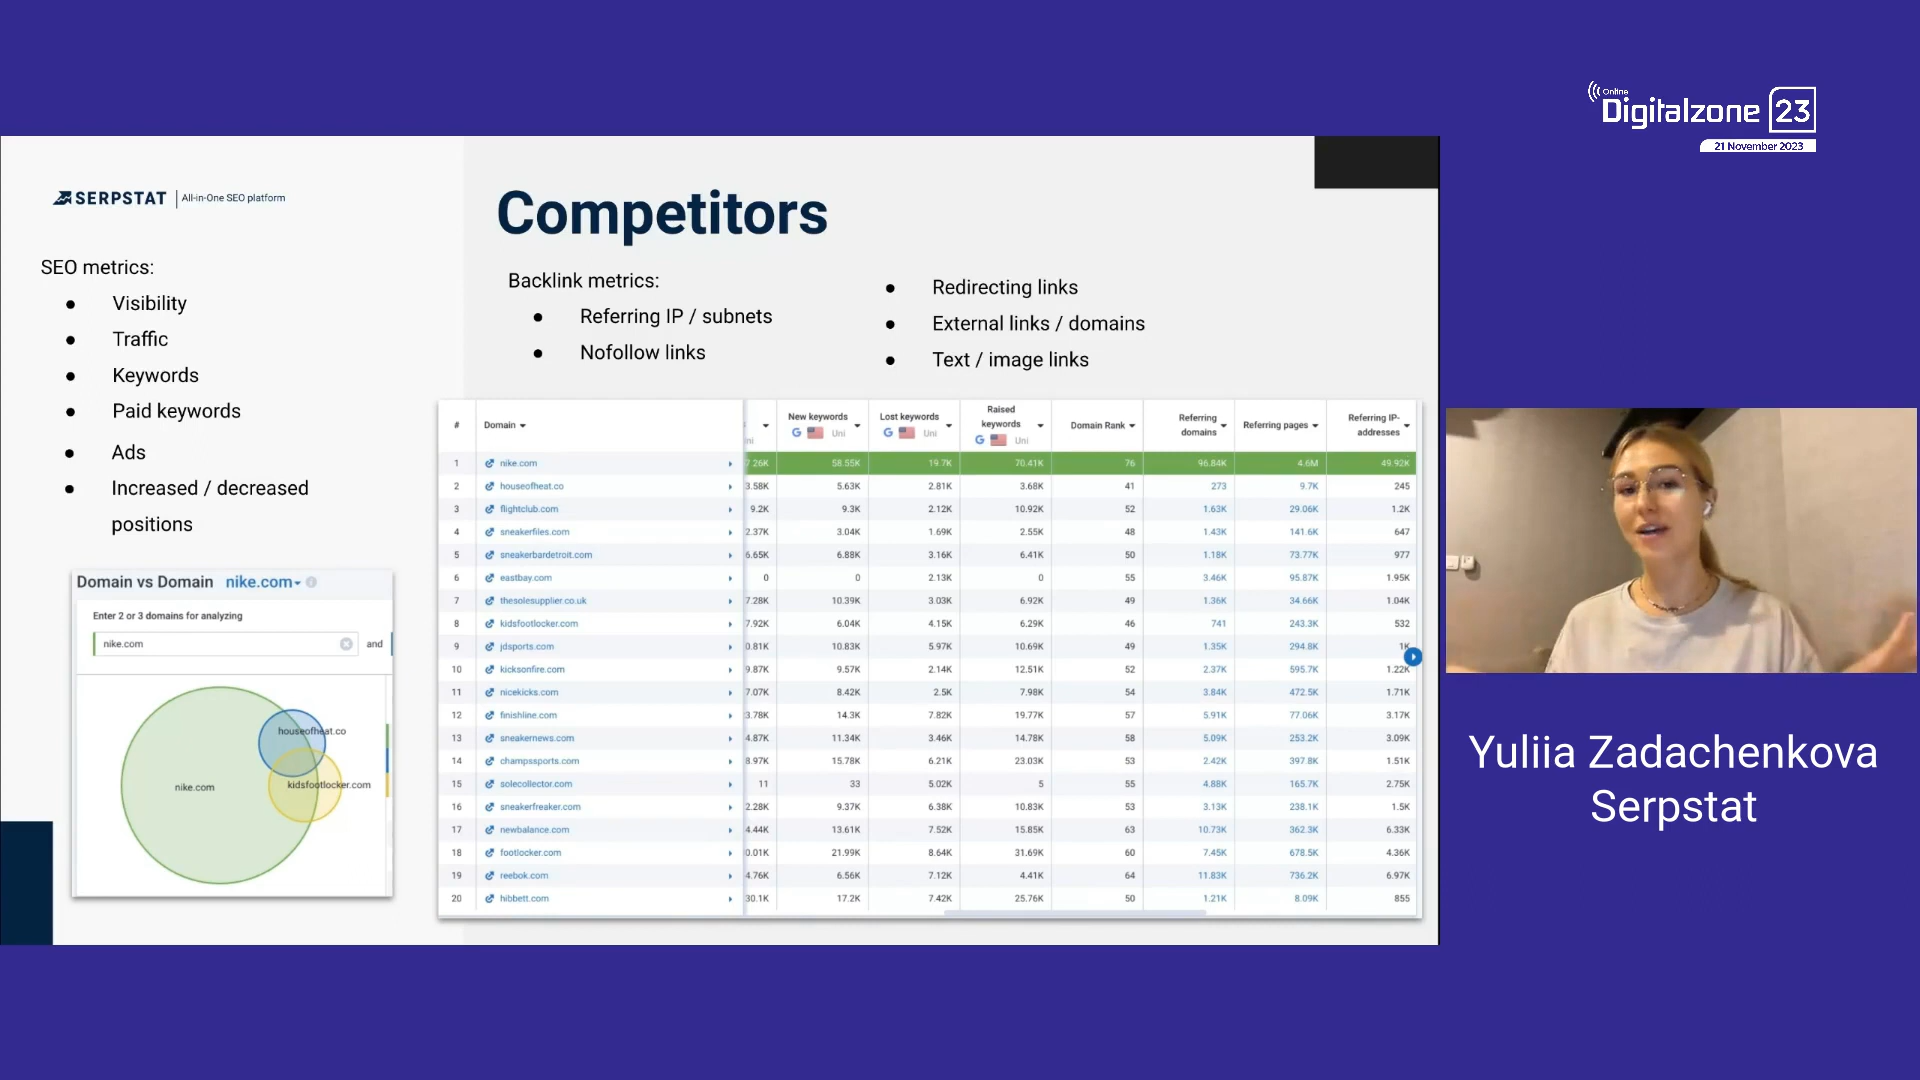 Online
Digitalzone 23
21 November 2023
SERPSTAT All-in-One SEO platform
Competitors
SEO metrics:
● Visibility
● Traffic
● Keywords
● Paid keywords
● Ads
● Increased / decreased
positions
Backlink metrics:
● Referring IP / subnets
● Nofollow links
● Redirecting links
● External links / domains
● Text / image links
Domain vs Domain nike.com
Enter 2 or 3 domains for analyzing
nike.com and
houseofheat.co
nike.com
kidsfootlocker.com
# Domain New keywords Lost keywords Raised keywords Domain Rank Referring domains Referring pages Referring IP-addresses
G Uni G Uni G Uni
1 nike.com 7.26K 58.55K 19.7K 70.41K 76 96.84K 4.6M 49.92K
2 houseofheat.co 3.58K 5.63K 2.81K 3.68K 41 273 9.7K 245
3 flightclub.com 9.2K 9.3K 2.12K 10.92K 52 1.63K 29.06K 1.2K
4 sneakerfiles.com 2.37K 3.04K 1.69K 2.55K 48 1.43K 141.6K 647
5 sneakerbardetroit.com 6.65K 6.88K 3.16K 6.41K 50 1.18K 73.77K 977
6 eastbay.com 0 0 2.13K 0 55 3.46K 95.87K 1.95K
7 thesolesupplier.co.uk 7.28K 10.39K 3.03K 6.92K 49 1.36K 34.66K 1.04K
8 kidsfootlocker.com 7.92K 6.04K 4.15K 6.29K 46 741 243.3K 532
9 jdsports.com 0.81K 10.83K 5.97K 10.69K 49 1.35K 294.8K 1K
10 kicksonfire.com 9.87K 9.57K 2.14K 12.51K 52 2.37K 595.7K 1.22K
11 nicekicks.com 7.07K 8.42K 2.5K 7.98K 54 3.84K 472.5K 1.71K
12 finishline.com 3.78K 14.3K 7.82K 19.77K 57 5.91K 77.06K 3.17K
13 sneakernews.com 4.87K 11.34K 3.46K 14.78K 58 5.09K 253.2K 3.09K
14 champssports.com 8.97K 15.78K 6.21K 23.03K 53 2.42K 397.8K 1.51K
15 solecollector.com 11 33 5.02K 5 55 4.88K 165.7K 2.75K
16 sneakerfreaker.com 2.28K 9.37K 6.38K 10.83K 53 3.13K 238.1K 1.5K
17 newbalance.com 4.44K 13.61K 7.52K 15.85K 63 10.73K 362.3K 6.33K
18 footlocker.com 0.01K 21.99K 8.64K 31.69K 60 7.45K 678.5K 4.36K
19 reebok.com 4.76K 6.56K 7.12K 4.41K 64 11.83K 736.2K 6.97K
20 hibbett.com 30.1K 17.2K 7.42K 25.76K 50 1.21K 8.09K 855
Yuliia Zadachenkova
Serpstat